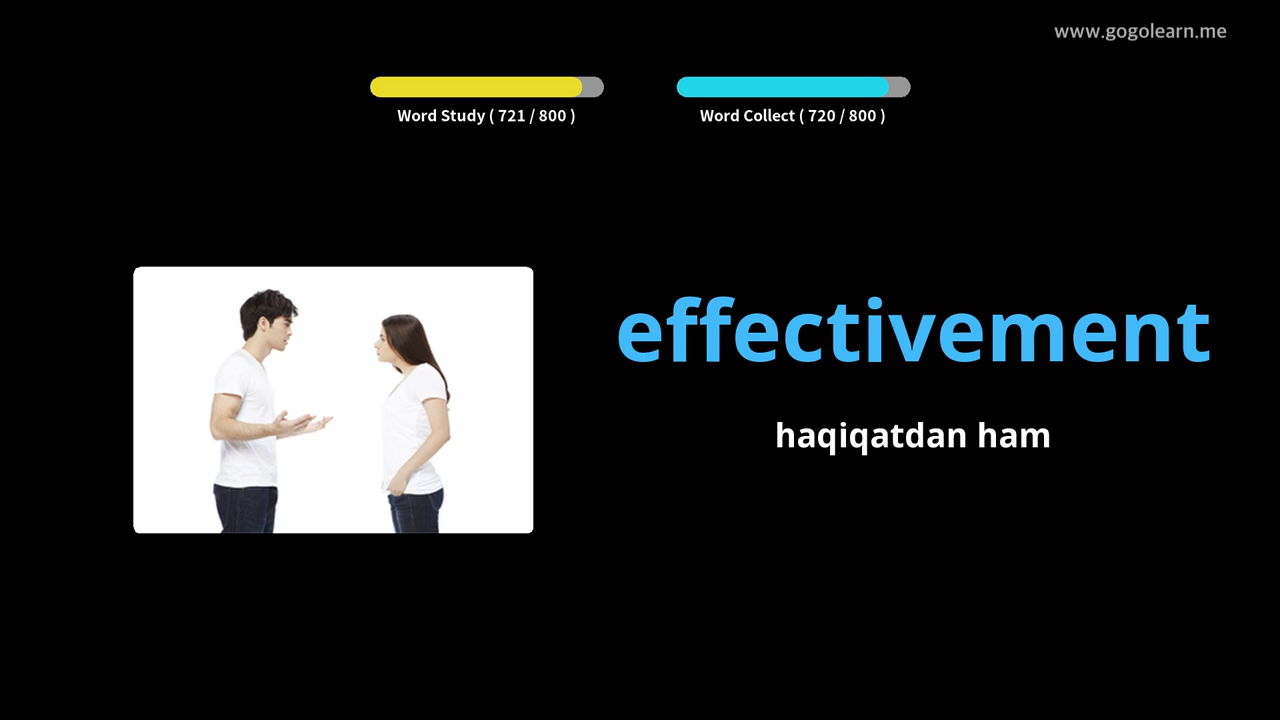 www.gogolearn.me
Word Study ( 721 / 800 )
Word Collect ( 720 / 800 )
effectivement
haqiqatdan ham